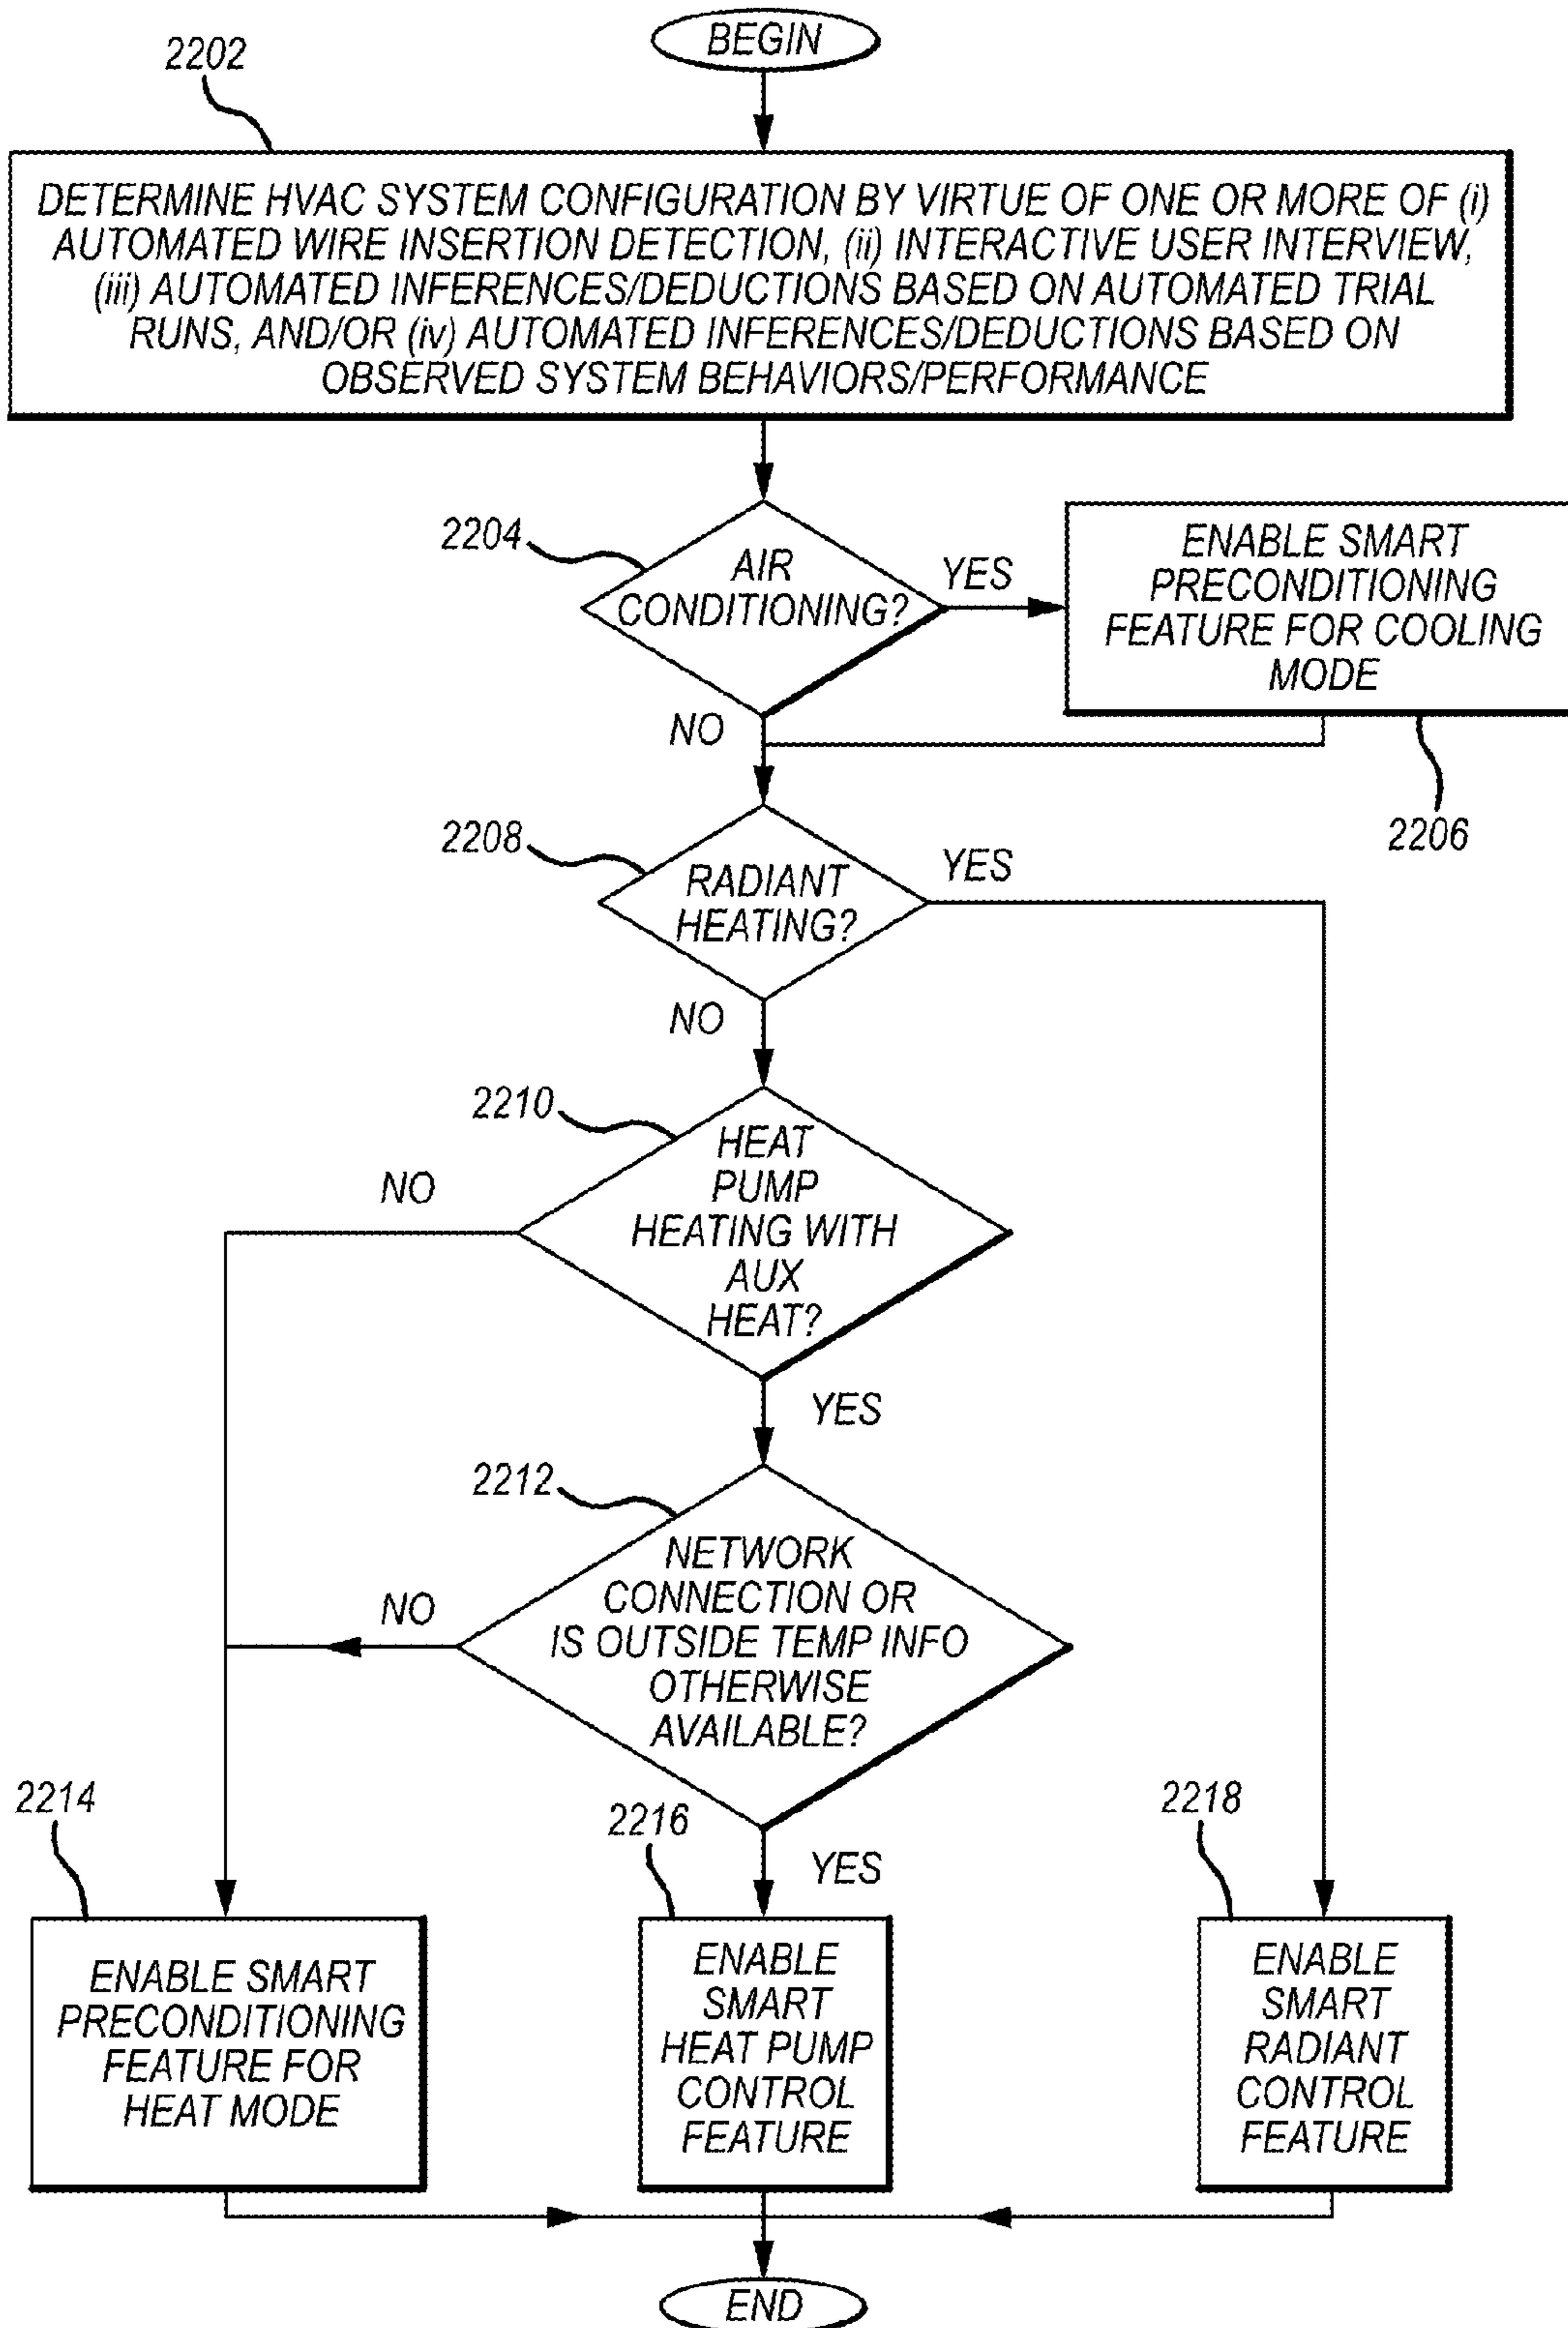 BEGIN
2202
DETERMINE HVAC SYSTEM CONFIGURATION BY VIRTUE OF ONE OR MORE OF (i)
AUTOMATED WIRE INSERTION DETECTION, (ii) INTERACTIVE USER INTERVIEW,
(iii) AUTOMATED INFERENCES/DEDUCTIONS BASED ON AUTOMATED TRIAL
RUNS, AND/OR (iv) AUTOMATED INFERENCES/DEDUCTIONS BASED ON
OBSERVED SYSTEM BEHAVIORS/PERFORMANCE
2204
AIR
CONDITIONING?
YES
NO
ENABLE SMART
PRECONDITIONING
FEATURE FOR COOLING
MODE
2206
2208
RADIANT
HEATING?
YES
NO
2210
HEAT
PUMP
HEATING WITH
AUX
HEAT?
NO
YES
2212
NETWORK
CONNECTION OR
IS OUTSIDE TEMP INFO
OTHERWISE
AVAILABLE?
NO
YES
2214
ENABLE SMART
PRECONDITIONING
FEATURE FOR
HEAT MODE
2216
ENABLE
SMART
HEAT PUMP
CONTROL
FEATURE
2218
ENABLE
SMART
RADIANT
CONTROL
FEATURE
END